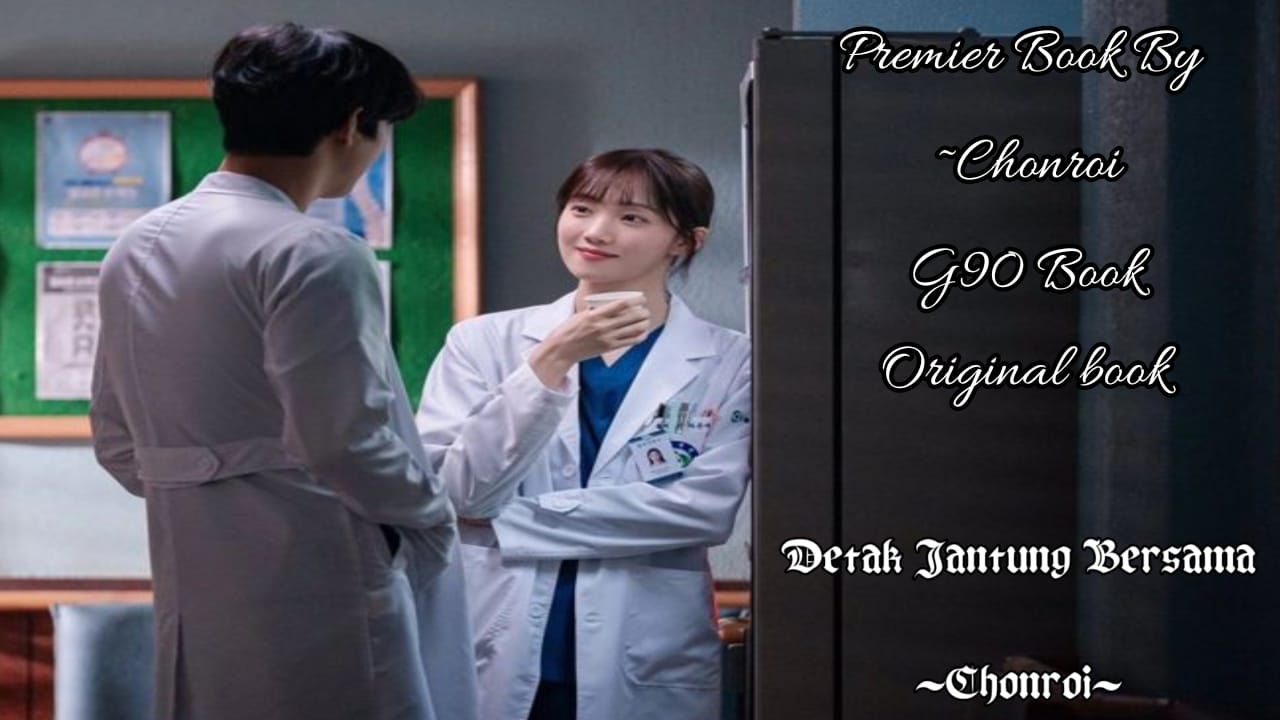 Premier Book By
~Chonroi
G90 Book
Original book
Detak Jantung Bersama
~Chonroi~